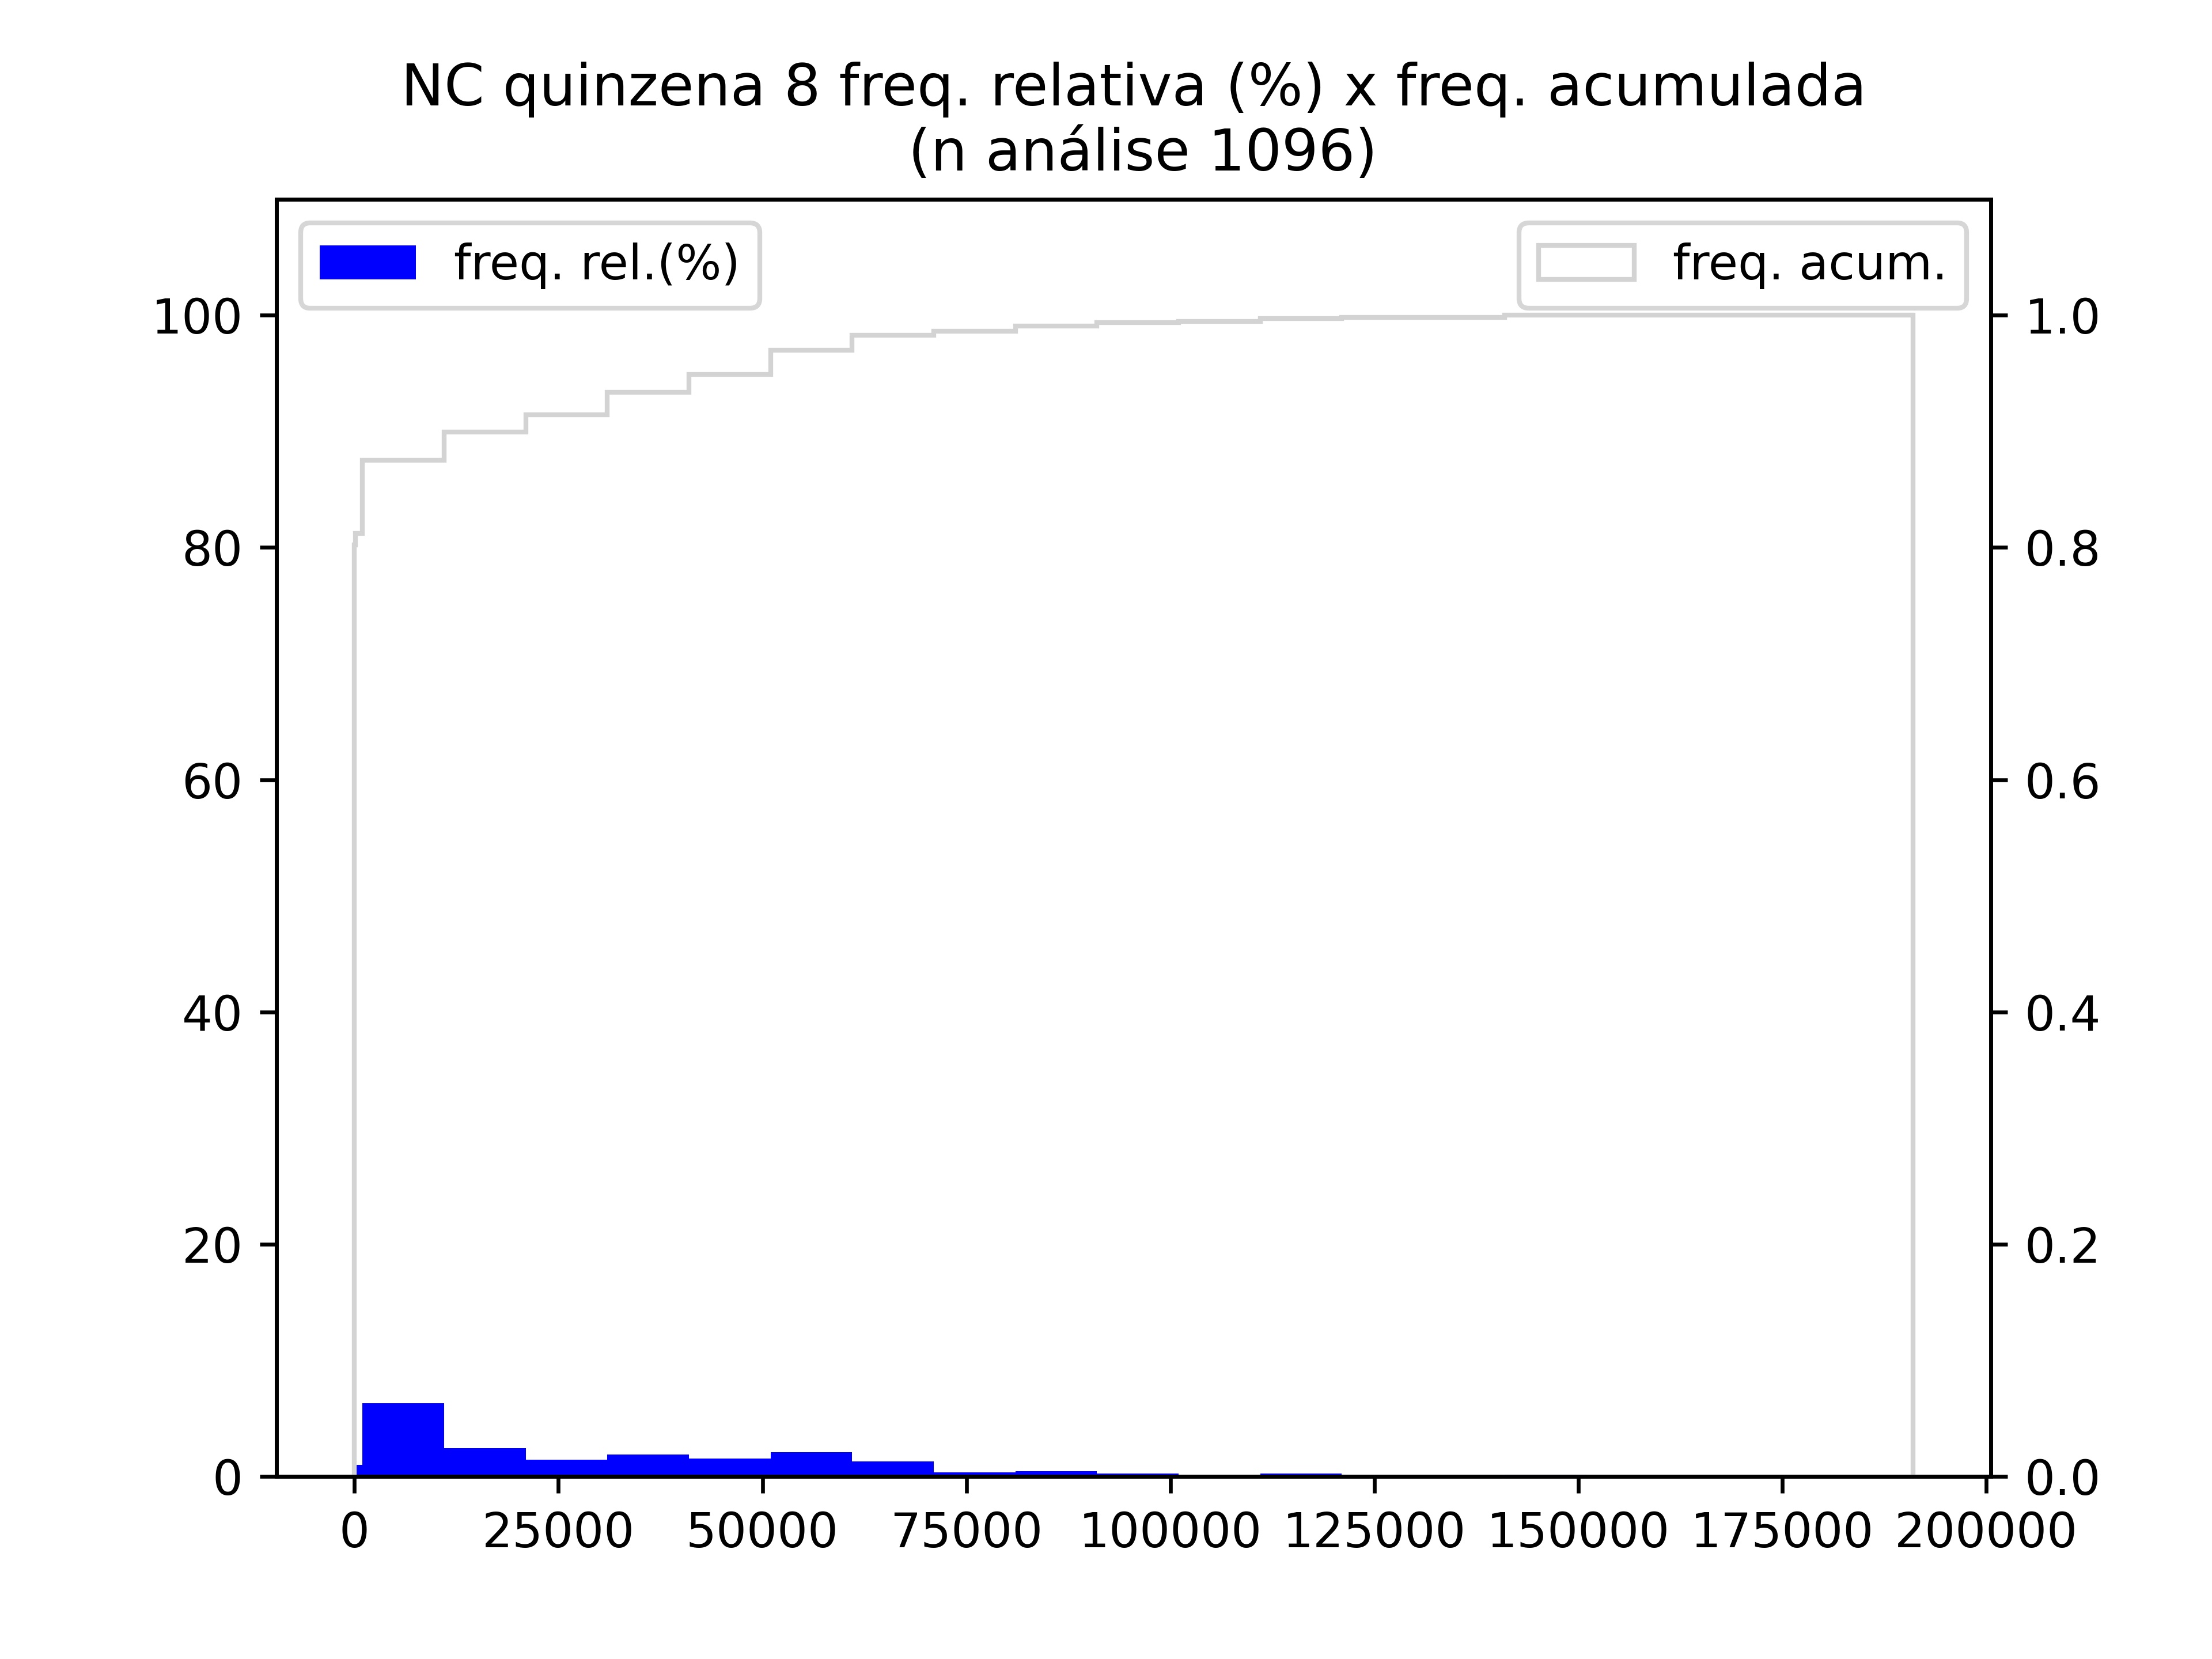 NC quinzena 8 freq. relativa (%) x freq. acumulada
(n análise 1096)
freq. rel.(%)
freq. acum.
100
80
60
40
20
0
1.0
0.8
0.6
0.4
0.2
0.0
0 25000 50000 75000 100000 125000 150000 175000 200000